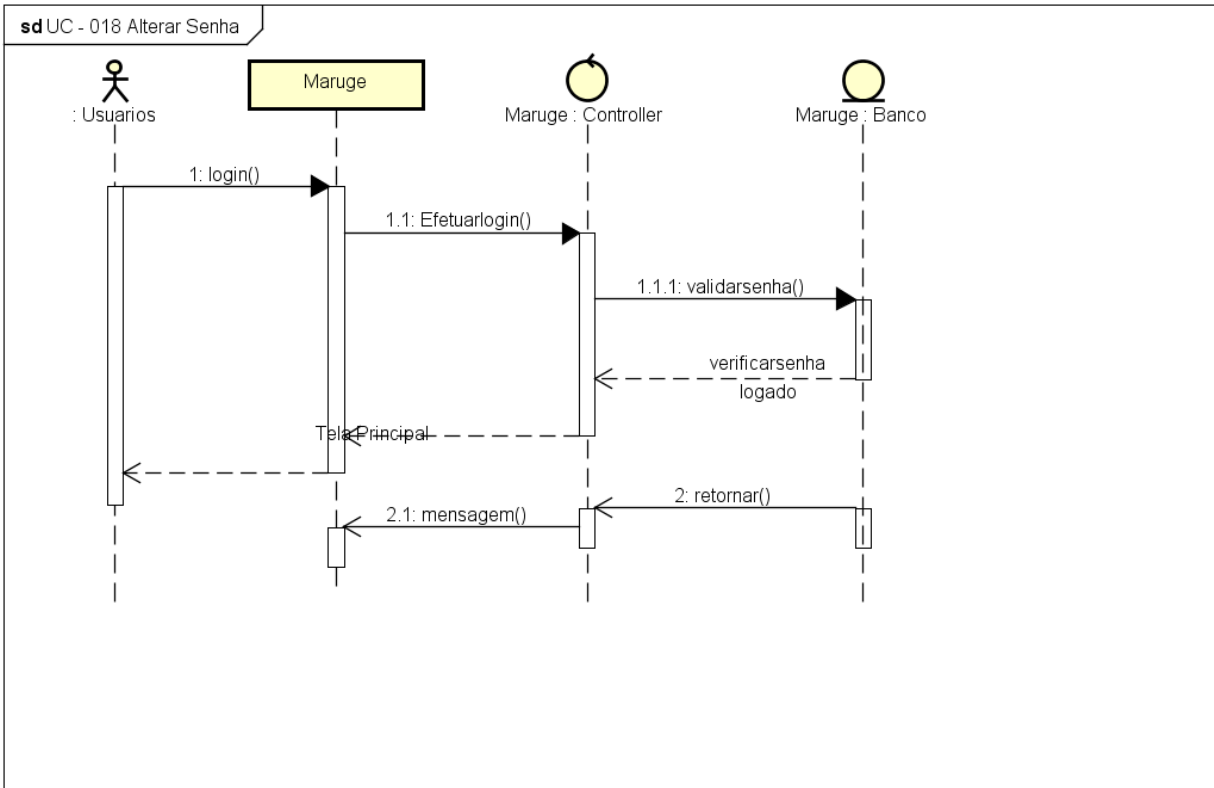 sd UC - 018 Alterar Senha
: Usuarios
Maruge
Maruge : Controller
Maruge : Banco
1: login()
1.1: Efetuarlogin()
1.1.1: validarsenha()
verificarsenha
logado
Tela Principal
2: retornar()
2.1: mensagem()